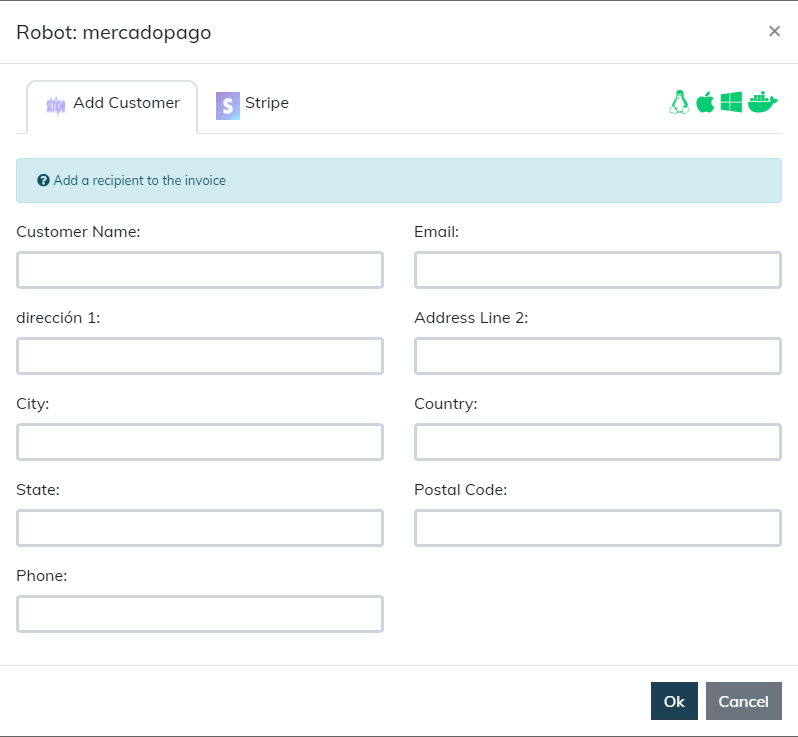 Robot: mercadopago
×
stripe Add Customer
S Stripe
? Add a recipient to the invoice
Customer Name:
Email:
dirección 1:
Address Line 2:
City:
Country:
State:
Postal Code:
Phone:
Ok
Cancel